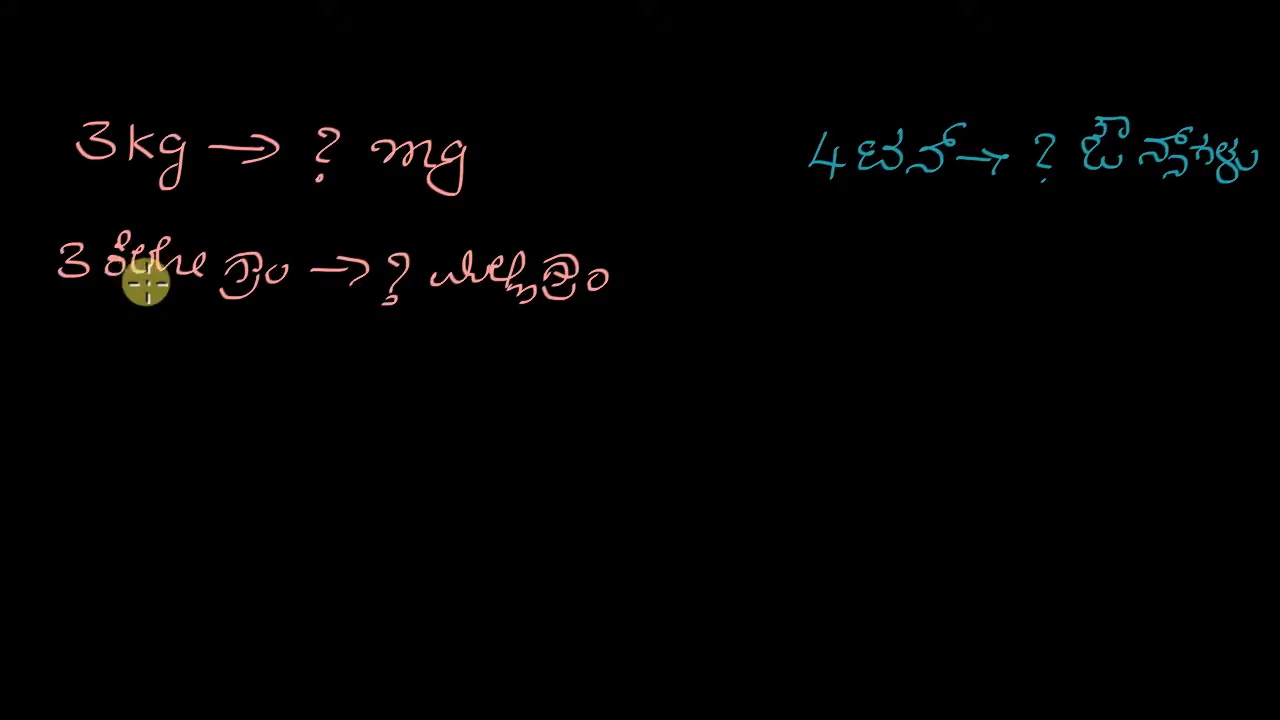 3kg → ? mg
4 ಟನ್ → ? ಔನ್ಸ್‌ಗಳು
3 ಕಿಲೋ ಗ್ರಾಂ → ? ಮಿಲ್ಲಿಗ್ರಾಂ